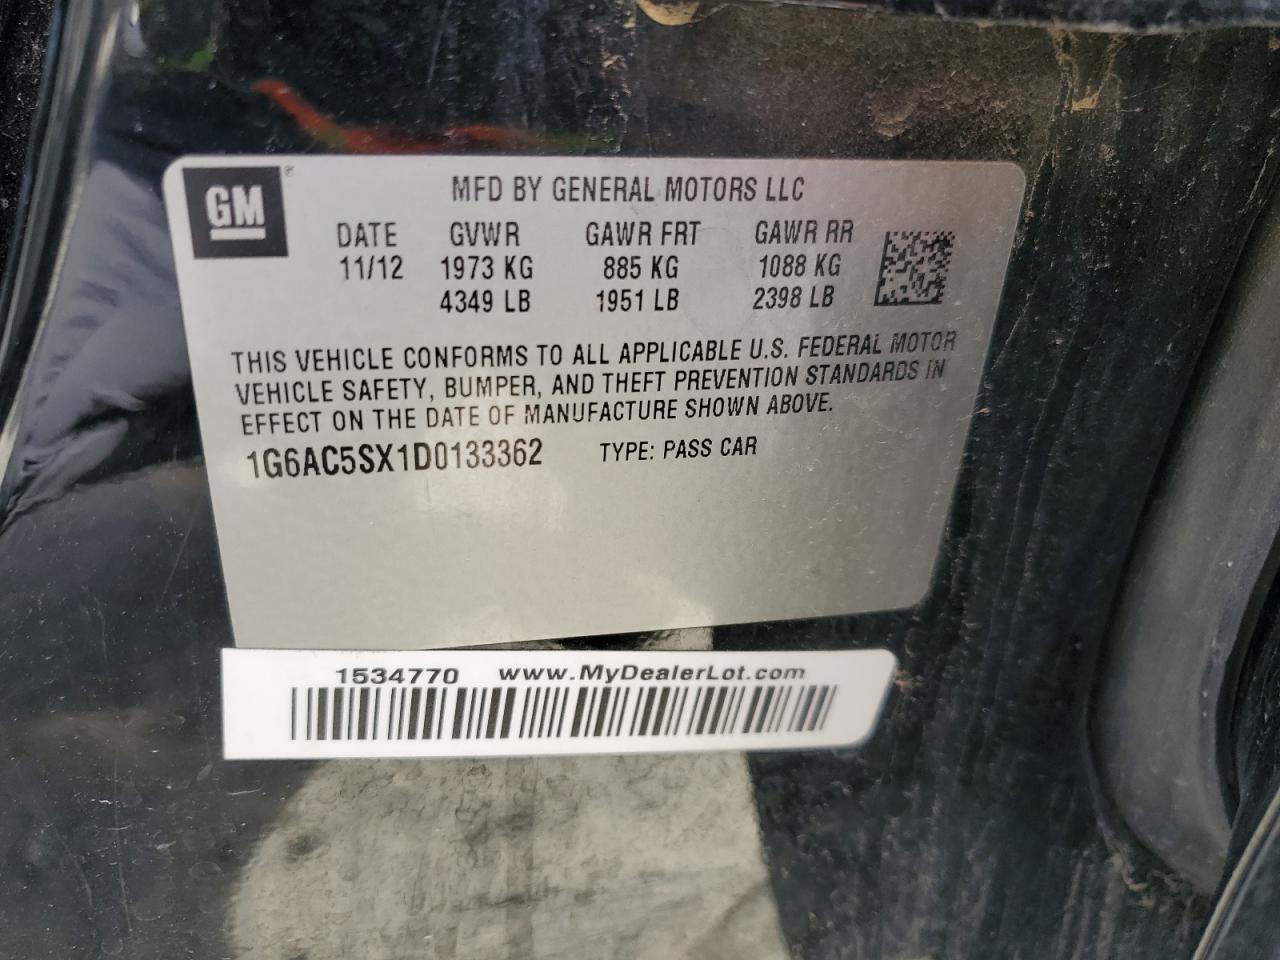 GM ®
MFD BY GENERAL MOTORS LLC
DATE GVWR GAWR FRT GAWR RR
11/12 1973 KG 885 KG 1088 KG
4349 LB 1951 LB 2398 LB
THIS VEHICLE CONFORMS TO ALL APPLICABLE U.S. FEDERAL MOTOR
VEHICLE SAFETY, BUMPER, AND THEFT PREVENTION STANDARDS IN
EFFECT ON THE DATE OF MANUFACTURE SHOWN ABOVE.
1G6AC5SX1D0133362 TYPE: PASS CAR
1534770 www.MyDealerLot.com